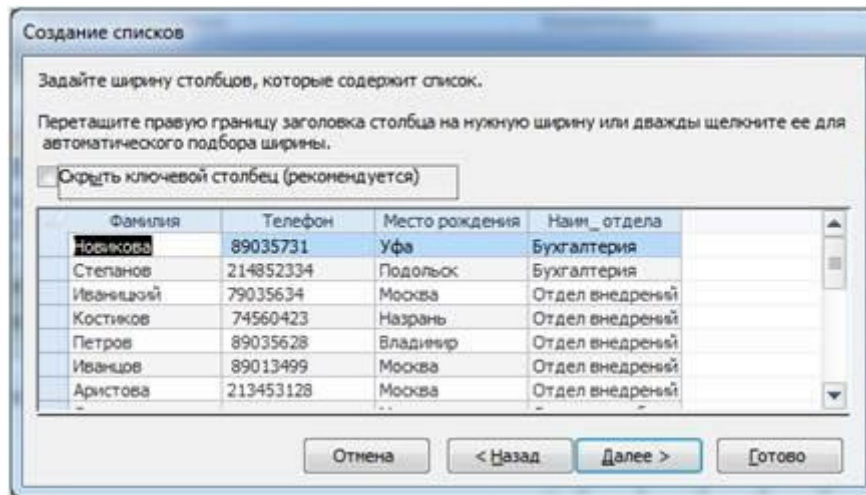 Создание списков
Задайте ширину столбцов, которые содержит список.
Перетащите правую границу заголовка столбца на нужную ширину или дважды щелкните ее для
автоматического подбора ширины.
Скрыть ключевой столбец (рекомендуется)
Фамилия Телефон Место рождения Наим_отдела
Новикова 89035731 Уфа Бухгалтерия
Степанов 214852334 Подольск Бухгалтерия
Иваницкий 79035634 Москва Отдел внедрений
Костиков 74560423 Назрань Отдел внедрений
Петров 89035628 Владимир Отдел внедрений
Иванцов 89013499 Москва Отдел внедрений
Аристова 213453128 Москва Отдел внедрений
Отмена < Назад Далее > Готово